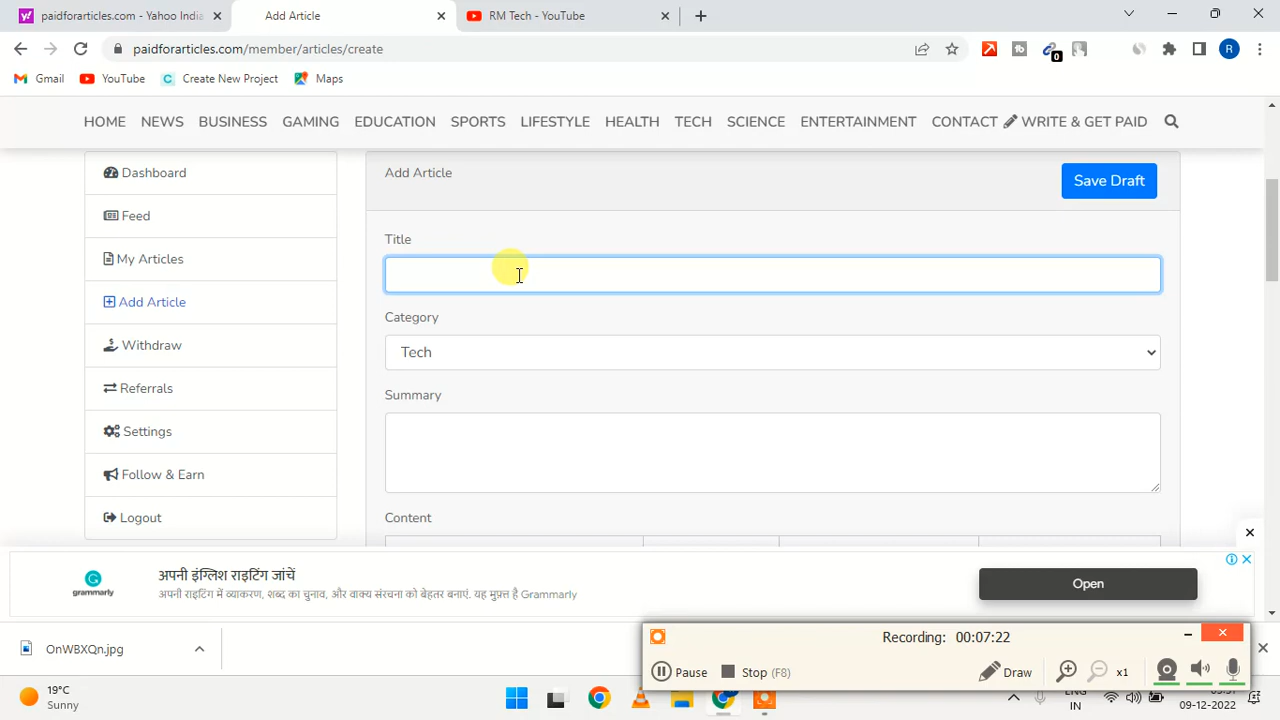 paidforarticles.com - Yahoo India
Add Article
RM Tech - YouTube
paidforarticles.com/member/articles/create
0
R
Gmail
YouTube
Create New Project
Maps
HOME NEWS BUSINESS GAMING EDUCATION SPORTS LIFESTYLE HEALTH TECH SCIENCE ENTERTAINMENT CONTACT WRITE & GET PAID
Dashboard
Feed
My Articles
Add Article
Withdraw
Referrals
Settings
Follow & Earn
Logout
Add Article
Save Draft
Title
Category
Tech
Summary
Content
grammarly
अपनी इंग्लिश राइटिंग जांचें
अपनी राइटिंग में व्याकरण, शब्द का चुनाव, और वाक्य संरचना को बेहतर बनाएं. यह मुफ़्त है Grammarly
Open
OnWBXQn.jpg
Recording: 00:07:22
Pause
Stop (F8)
Draw
x1
19°C
Sunny
ENG
IN
09-12-2022